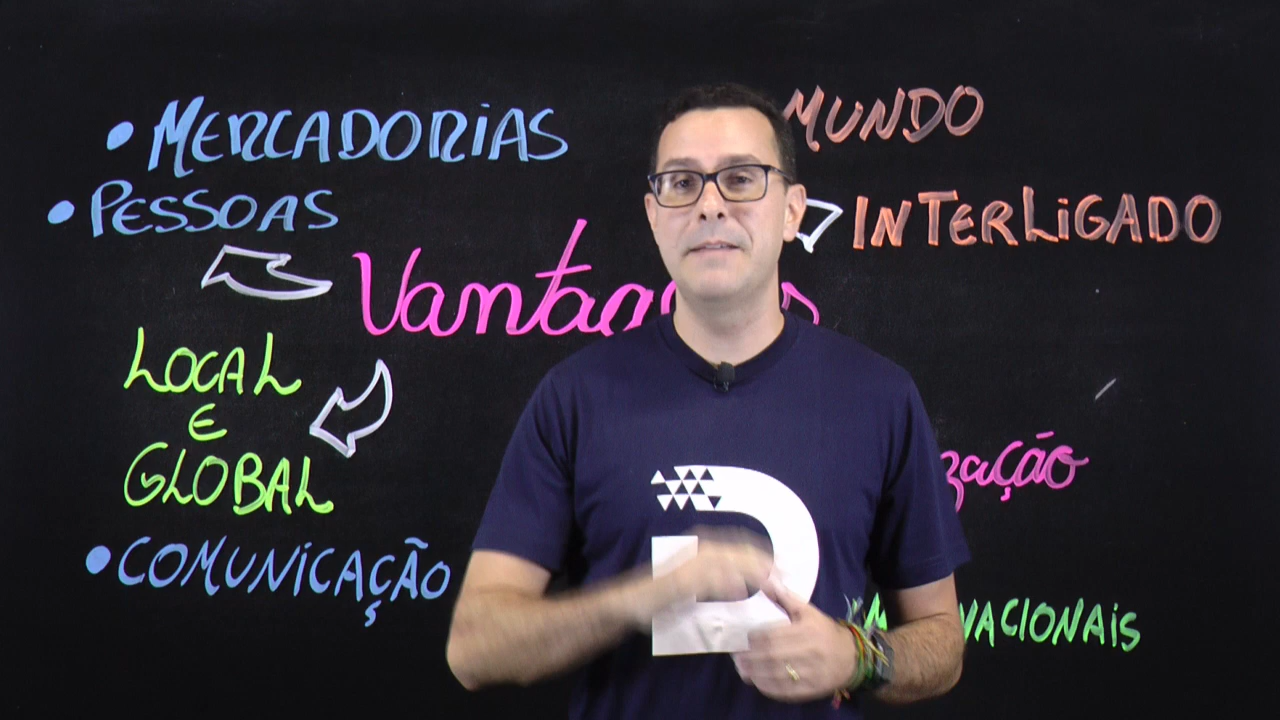 • MERCADORIAS
• PESSOAS
MUNDO
INTERLIGADO
LOCAL
E
GLOBAL
• COMUNICAÇÃO